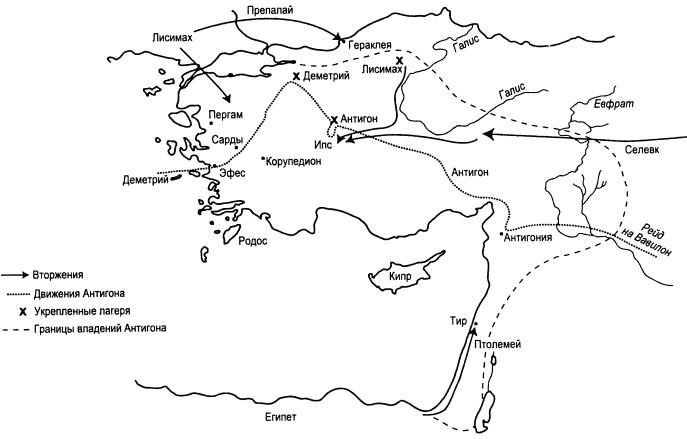 Препалай
Лисимах
Гераклея
Галис
Лисимах
Деметрий
Галис
Евфрат
Пергам
Антигон
Сарды
Ипс
Селевк
Корупедион
Эфес
Деметрий
Антигон
Родос
Антигония
Рейд
на Вавилон
Кипр
Вторжения
Движения Антигона
Укрепленные лагеря
Границы владений Антигона
Тир
Птолемей
Египет